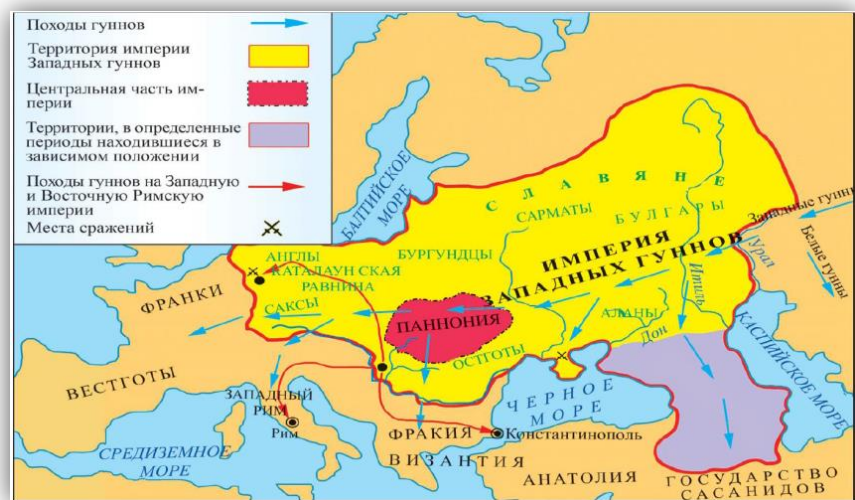 Походы гуннов
Территория империи
Западных гуннов
Центральная часть им-
перии
Территории, в определенные
периоды находившиеся в
зависимом положении
Походы гуннов на Западную
и Восточную Римскую
империи
Места сражений
БАЛТИЙСКОЕ
МОРЕ
СЛАВЯНЕ
САРМАТЫ
БУЛГАРЫ
Западные гунны
Белые гунны
Урал
Итиль
ИМПЕРИЯ
ЗАПАДНЫХ ГУННОВ
АНГЛЫ
БУРГУНДЦЫ
КАТАЛАУН СКАЯ
РАВНИНА
ФРАНКИ
САКСЫ
ПАННОНИЯ
АЛАНЫ
Дон
ОСТГОТЫ
КАСПИЙСКОЕ МОРЕ
ВЕСТГОТЫ
ЗАПАДНЫЙ
РИМ
Рим
ЧЕРНОЕ
МОРЕ
ФРАКИЯ
Константинополь
ВИЗАНТИЯ
СРЕДИЗЕМНОЕ
МОРЕ
АНАТОЛИЯ
ГОСУДАРСТВО
САСАНИДОВ